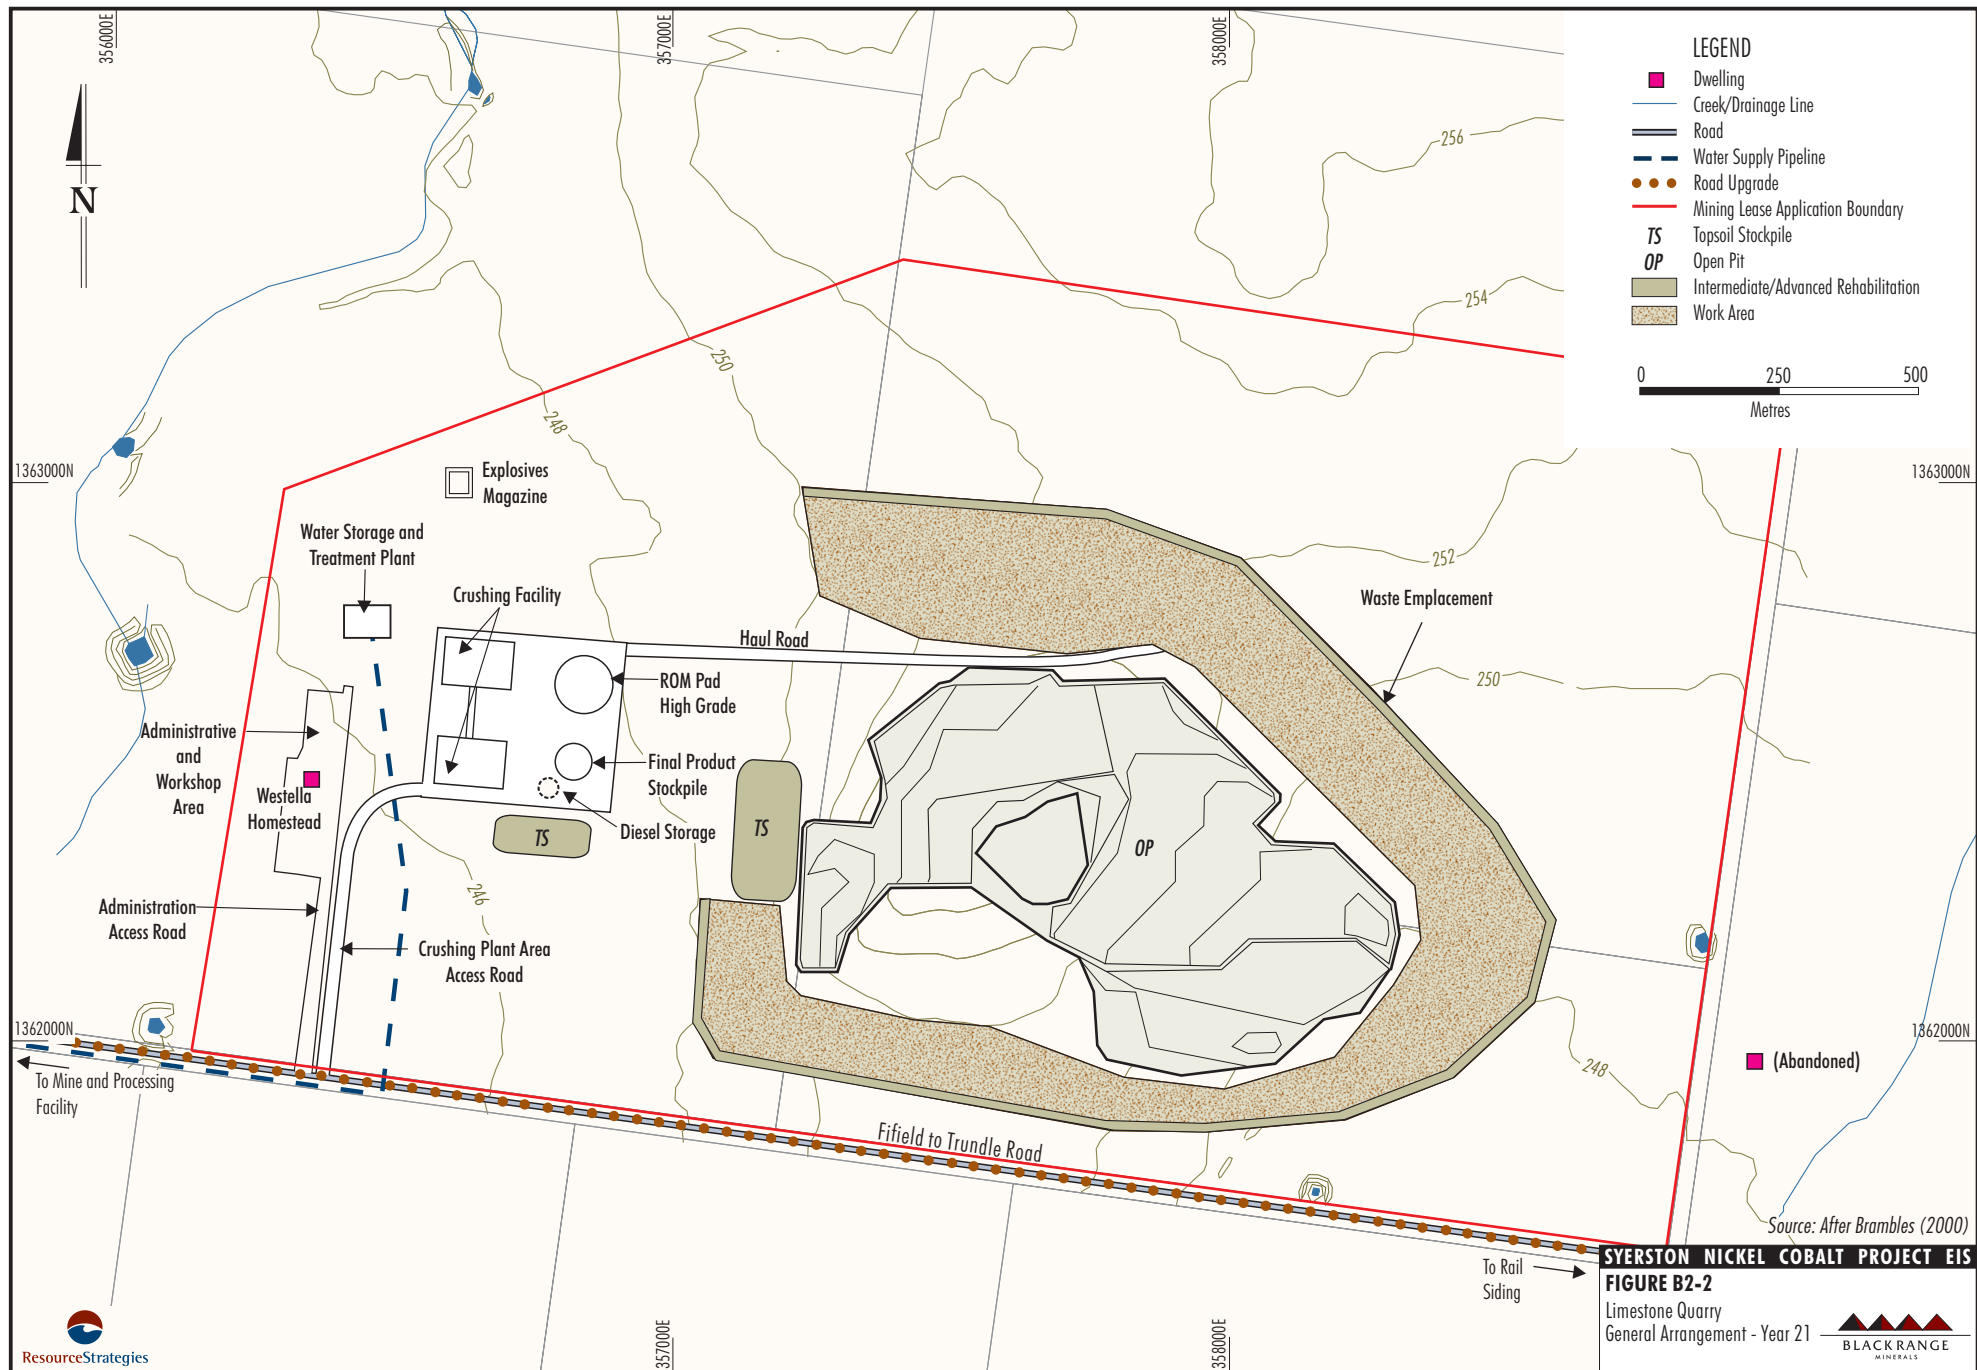 356000E
357000E
358000E
LEGEND
Dwelling
Creek/Drainage Line
Road
Water Supply Pipeline
Road Upgrade
Mining Lease Application Boundary
TS Topsoil Stockpile
OP Open Pit
Intermediate/Advanced Rehabilitation
Work Area
0 250 500
Metres
N
256
254
250
248
1363000N
1363000N
Explosives
Magazine
Water Storage and
Treatment Plant
252
Crushing Facility
Waste Emplacement
Haul Road
ROM Pad
High Grade
250
Administrative
and
Workshop
Area
Final Product
Stockpile
Westella
Homestead
Diesel Storage
TS
TS
OP
246
Administration
Access Road
Crushing Plant Area
Access Road
1362000N
1362000N
248
(Abandoned)
To Mine and Processing
Facility
Fifield to Trundle Road
Source: After Brambles (2000)
To Rail
Siding
SYERSTON NICKEL COBALT PROJECT EIS
FIGURE B2-2
Limestone Quarry
General Arrangement - Year 21
BLACK RANGE
MINERALS
ResourceStrategies
357000E
358000E